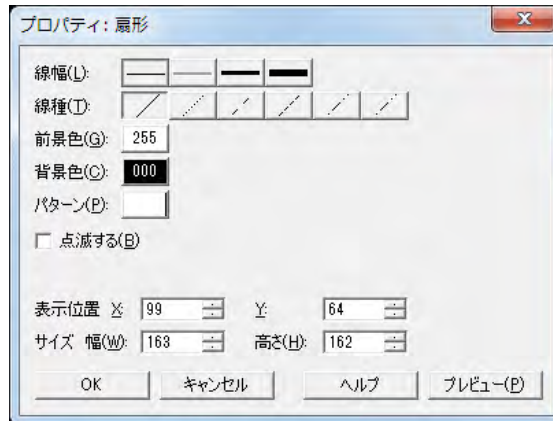 プロパティ: 扇形
線幅(L):
線種(T):
前景色(G): 255
背景色(C): 000
パターン(P):
点滅する(B)
表示位置 X: 99 Y: 64
サイズ 幅(W): 163 高さ(H): 162
OK キャンセル ヘルプ プレビュー(P)